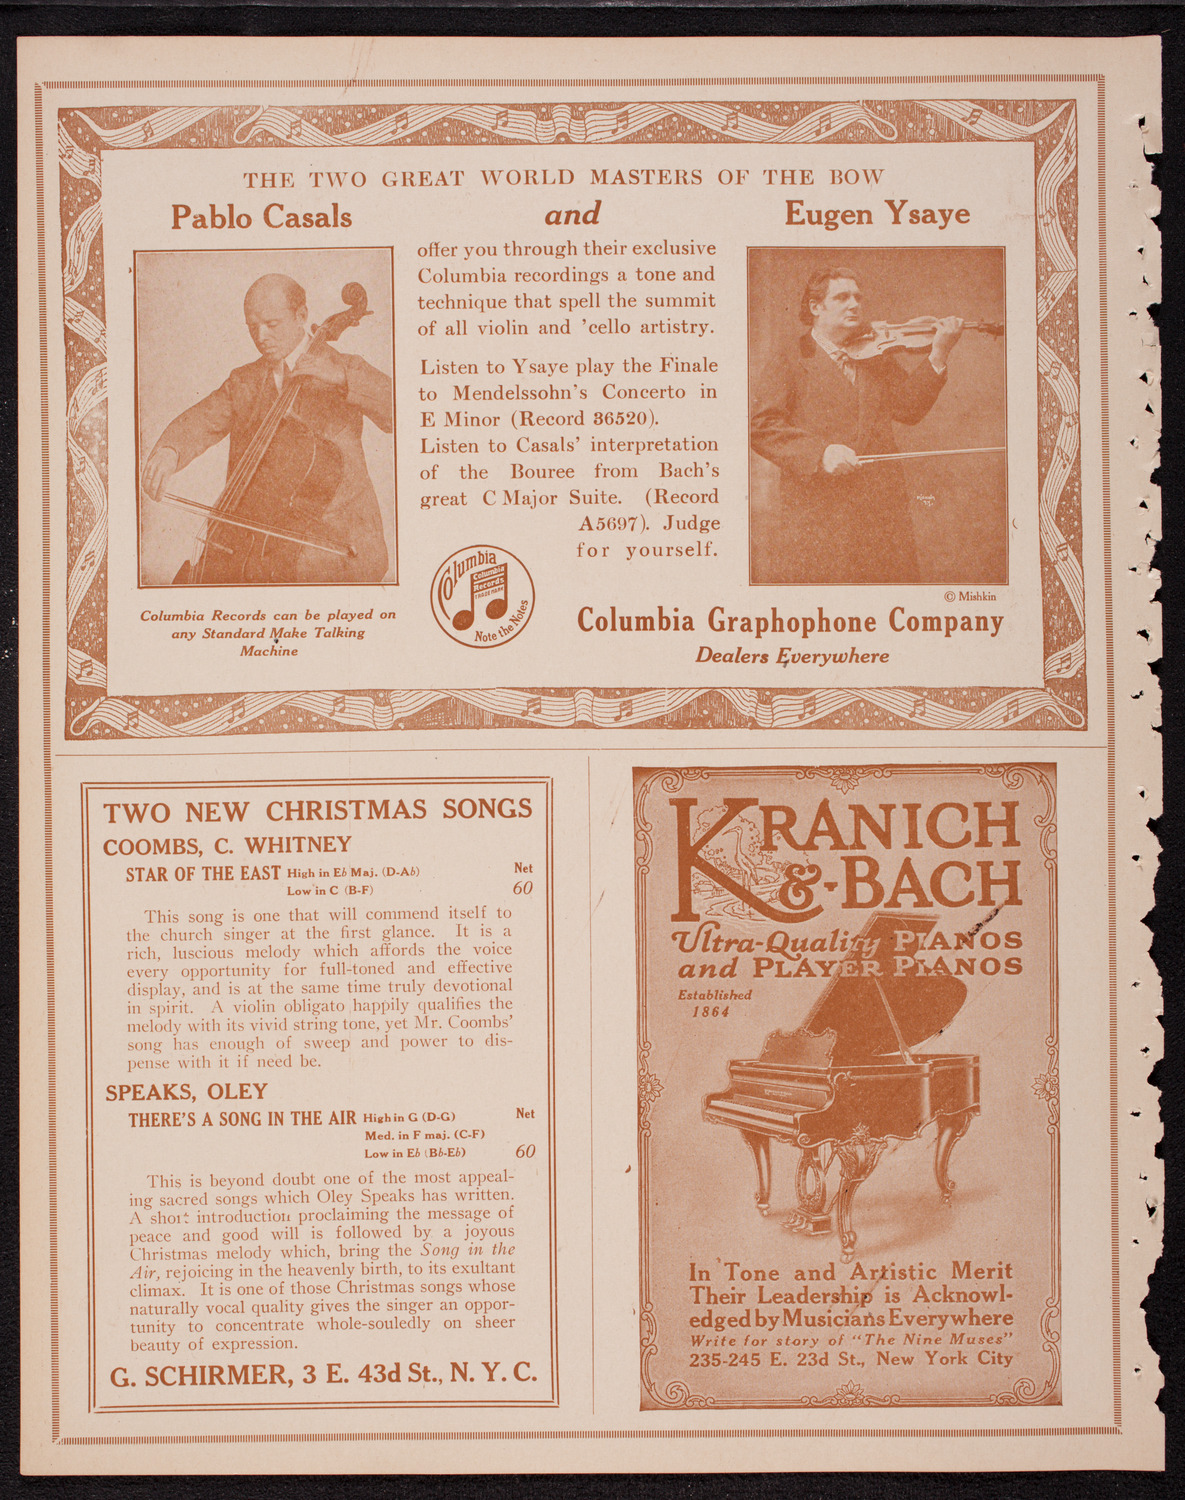 THE TWO GREAT WORLD MASTERS OF THE BOW
Pablo Casals and Eugen Ysaye
offer you through their exclusive
Columbia recordings a tone and
technique that spell the summit
of all violin and 'cello artistry.
Listen to Ysaye play the Finale
to Mendelssohn's Concerto in
E Minor (Record 36520).
Listen to Casals' interpretation
of the Bouree from Bach's
great C Major Suite. (Record
A5697). Judge
for yourself.
© Mishkin
Columbia Records can be played on
any Standard Make Talking
Machine
Columbia
Columbia
Records
TRADE MARK
Note the Notes
Columbia Graphophone Company
Dealers Everywhere
TWO NEW CHRISTMAS SONGS
COOMBS, C. WHITNEY
STAR OF THE EAST High in E♭ Maj. (D-A♭) Net
Low in C (B-F) 60
This song is one that will commend itself to
the church singer at the first glance. It is a
rich, luscious melody which affords the voice
every opportunity for full-toned and effective
display, and is at the same time truly devotional
in spirit. A violin obligato happily qualifies the
melody with its vivid string tone, yet Mr. Coombs'
song has enough of sweep and power to dis-
pense with it if need be.
SPEAKS, OLEY
THERE'S A SONG IN THE AIR High in G (D-G) Net
Med. in F maj. (C-F)
Low in E♭ (B♭-E♭) 60
This is beyond doubt one of the most appeal-
ing sacred songs which Oley Speaks has written.
A short introduction proclaiming the message of
peace and good will is followed by a joyous
Christmas melody which, bring the Song in the
Air, rejoicing in the heavenly birth, to its exultant
climax. It is one of those Christmas songs whose
naturally vocal quality gives the singer an oppor-
tunity to concentrate whole-souledly on sheer
beauty of expression.
G. SCHIRMER, 3 E. 43d St., N. Y. C.
KRANICH
&-BACH
Ultra-Quality PIANOS
and PLAYER PIANOS
Established
1864
In Tone and Artistic Merit
Their Leadership is Acknowl-
edged by Musicians Everywhere
Write for story of "The Nine Muses"
235-245 E. 23d St., New York City